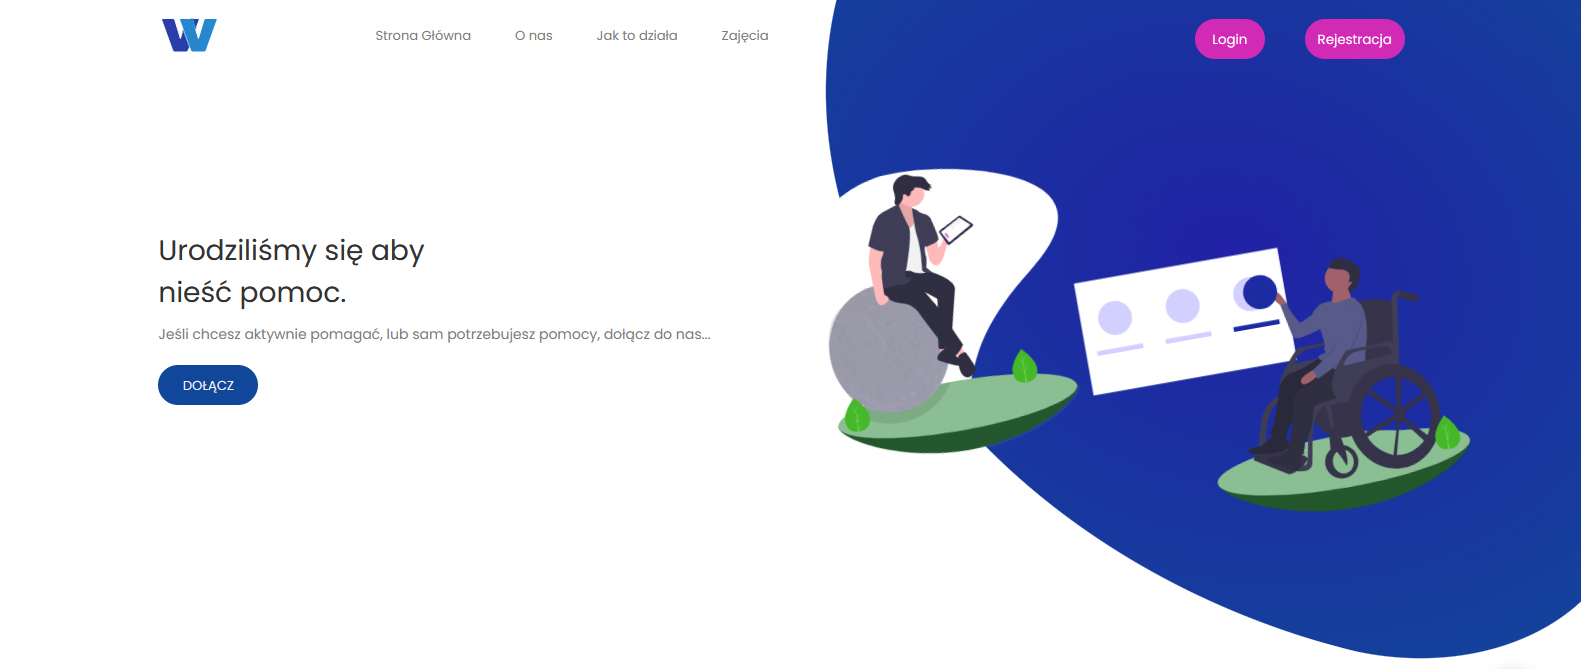 W
Strona Główna
O nas
Jak to działa
Zajęcia
Login
Rejestracja
Urodziliśmy się aby
nieść pomoc.
Jeśli chcesz aktywnie pomagać, lub sam potrzebujesz pomocy, dołącz do nas...
DOŁĄCZ